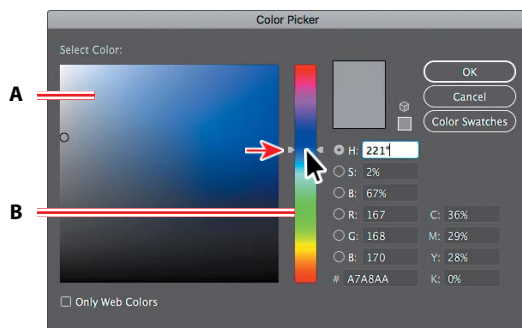 Color Picker
Select Color:
A
B
OK
Cancel
Color Swatches
H: 221°
S: 2%
B: 67%
R: 167 C: 36%
G: 168 M: 29%
B: 170 Y: 28%
# A7A8AA K: 0%
Only Web Colors